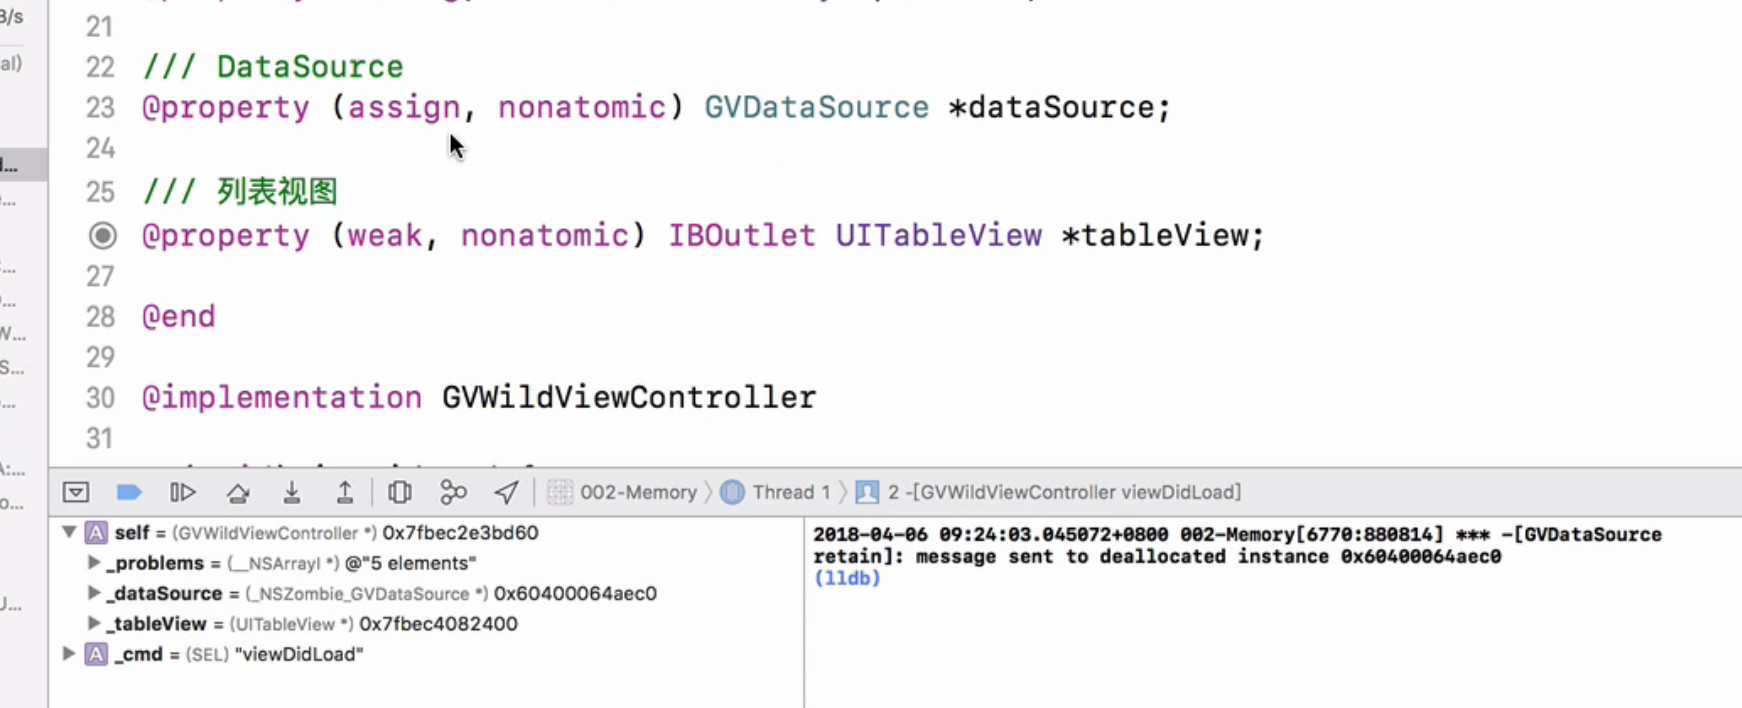 B/s
al)
21
22 /// DataSource
23 @property (assign, nonatomic) GVDataSource *dataSource;
24
25 /// 列表视图
@property (weak, nonatomic) IBOutlet UITableView *tableView;
27
28 @end
29
30 @implementation GVWildViewController
31
002-Memory 〉 Thread 1 〉 2 -[GVWildViewController viewDidLoad]
self = (GVWildViewController *) 0x7fbec2e3bd60
_problems = (__NSArrayI *) @"5 elements"
_dataSource = (_NSZombie_GVDataSource *) 0x60400064aec0
_tableView = (UITableView *) 0x7fbec4082400
_cmd = (SEL) "viewDidLoad"
2018-04-06 09:24:03.045072+0800 002-Memory[6770:880814] *** -[GVDataSource
retain]: message sent to deallocated instance 0x60400064aec0
(lldb)